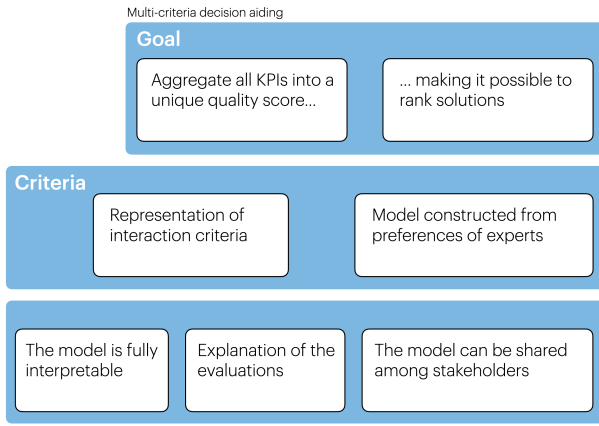 Multi-criteria decision aiding
Goal
Aggregate all KPIs into a
unique quality score...
... making it possible to
rank solutions
Criteria
Representation of
interaction criteria
Model constructed from
preferences of experts
The model is fully
interpretable
Explanation of the
evaluations
The model can be shared
among stakeholders